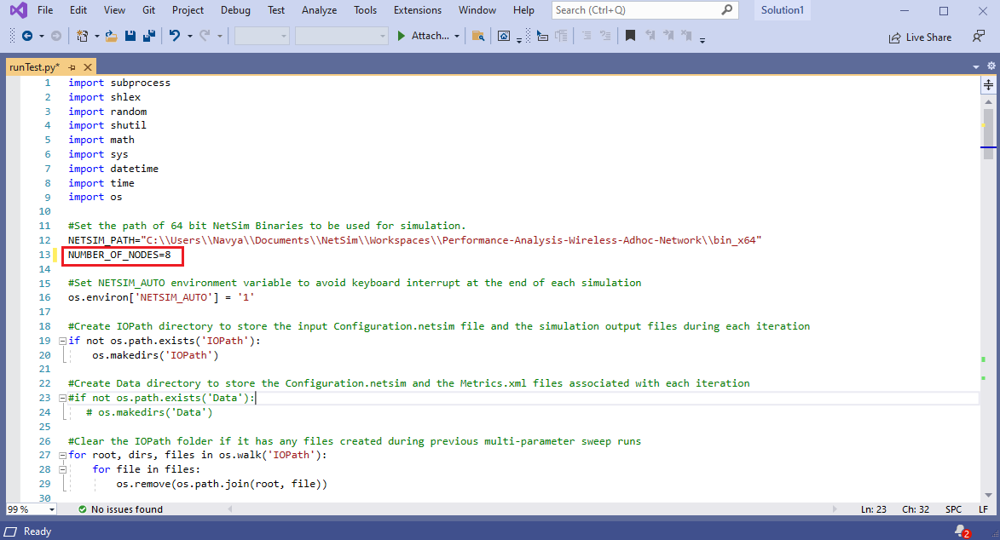 File Edit View Git Project Debug Test Analyze Tools Extensions Window Help Search (Ctrl+Q) Solution1
Attach... Live Share
runTest.py*
1 import subprocess
2 import shlex
3 import random
4 import shutil
5 import math
6 import sys
7 import datetime
8 import time
9 import os
10
11 #Set the path of 64 bit NetSim Binaries to be used for simulation.
12 NETSIM_PATH="C:\\Users\\Navya\\Documents\\NetSim\\Workspaces\\Performance-Analysis-Wireless-Adhoc-Network\\bin_x64"
13 NUMBER_OF_NODES=8
14
15 #Set NETSIM_AUTO environment variable to avoid keyboard interrupt at the end of each simulation
16 os.environ['NETSIM_AUTO'] = '1'
17
18 #Create IOPath directory to store the input Configuration.netsim file and the simulation output files during each iteration
19 if not os.path.exists('IOPath'):
20 os.makedirs('IOPath')
21
22 #Create Data directory to store the Configuration.netsim and the Metrics.xml files associated with each iteration
23 #if not os.path.exists('Data'):
24 # os.makedirs('Data')
25
26 #Clear the IOPath folder if it has any files created during previous multi-parameter sweep runs
27 for root, dirs, files in os.walk('IOPath'):
28 for file in files:
29 os.remove(os.path.join(root, file))
30
99 % No issues found Ln: 23 Ch: 32 SPC LF
Ready 2